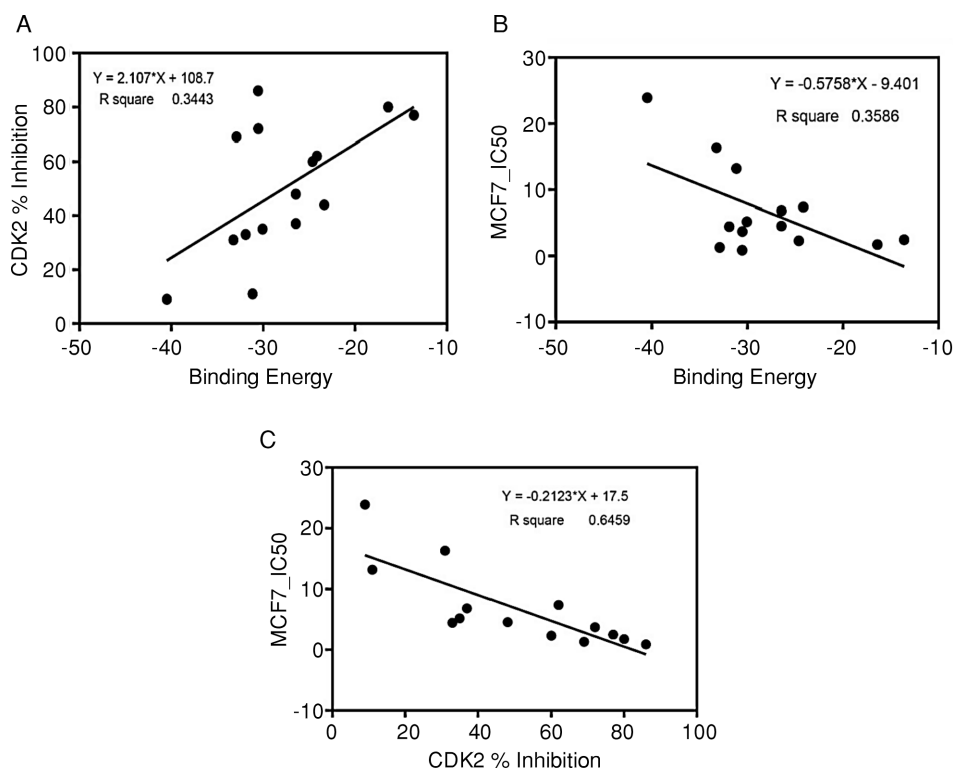 A
Y = 2.107*X + 108.7
R square 0.3443
CDK2 % Inhibition
100
80
60
40
20
0
-50 -40 -30 -20 -10
Binding Energy
B
Y = -0.5758*X - 9.401
R square 0.3586
MCF7_IC50
30
20
10
0
-10
-50 -40 -30 -20 -10
Binding Energy
C
Y = -0.2123*X + 17.5
R square 0.6459
MCF7_IC50
30
20
10
0
-10
0 20 40 60 80 100
CDK2 % Inhibition